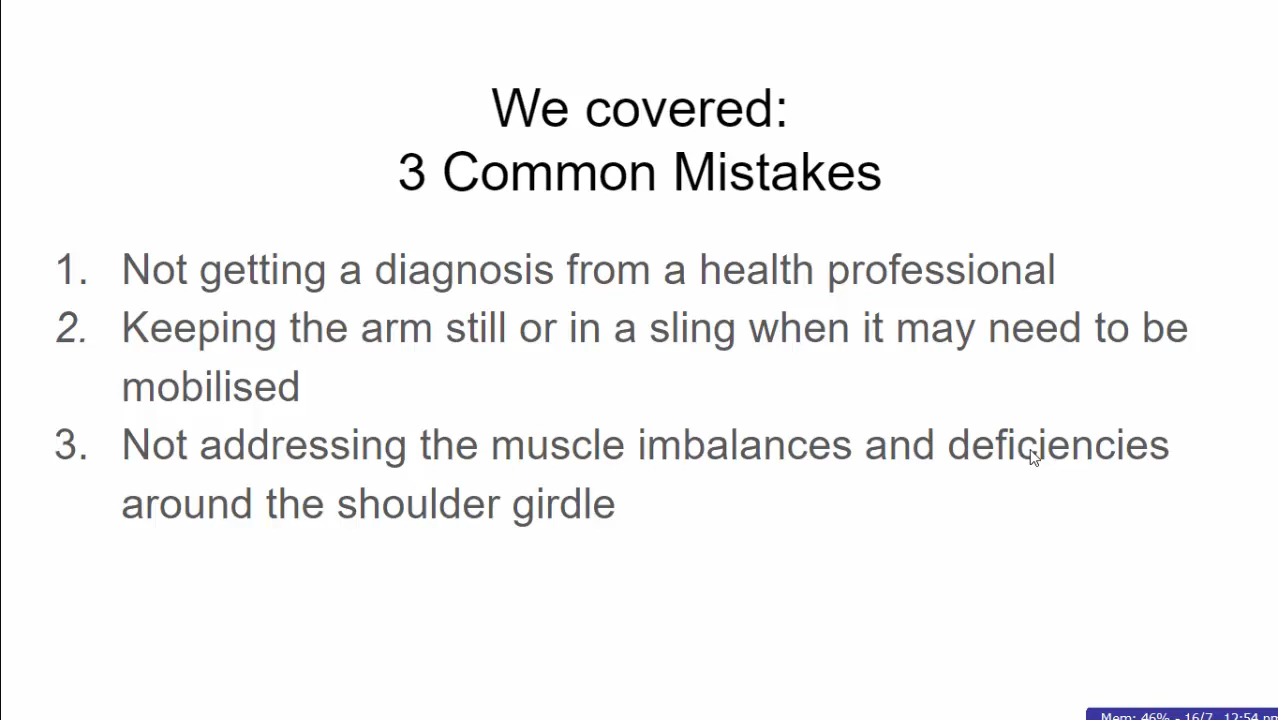 We covered:
3 Common Mistakes
1. Not getting a diagnosis from a health professional
2. Keeping the arm still or in a sling when it may need to be
mobilised
3. Not addressing the muscle imbalances and deficiencies
around the shoulder girdle
Mem: 46% - 16/7 12:54 pm